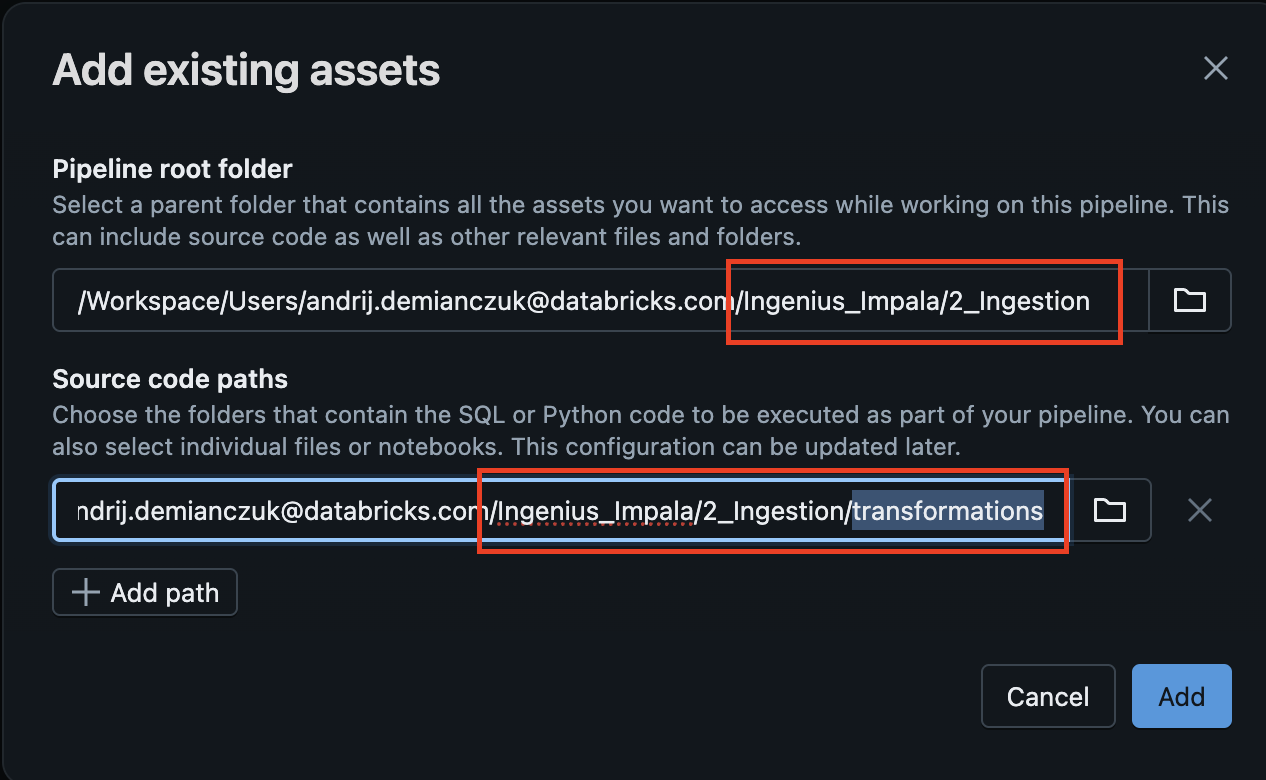 Add existing assets
Pipeline root folder
Select a parent folder that contains all the assets you want to access while working on this pipeline. This
can include source code as well as other relevant files and folders.
/Workspace/Users/andrij.demianczuk@databricks.com/Ingenius_Impala/2_Ingestion
Source code paths
Choose the folders that contain the SQL or Python code to be executed as part of your pipeline. You can
also select individual files or notebooks. This configuration can be updated later.
ndrij.demianczuk@databricks.com/Ingenius_Impala/2_Ingestion/transformations
Add path
Cancel
Add